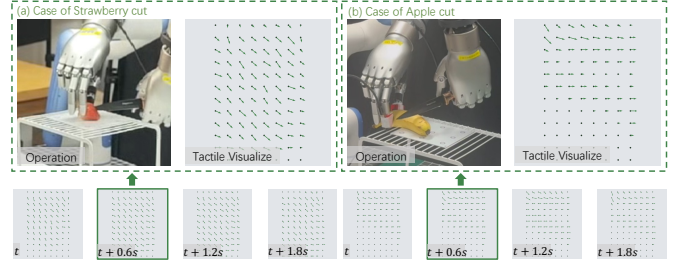 (a) Case of Strawberry cut
(b) Case of Apple cut
Operation
Tactile Visualize
Operation
Tactile Visualize
t
t + 0.6s
t + 1.2s
t + 1.8s
t
t + 0.6s
t + 1.2s
t + 1.8s